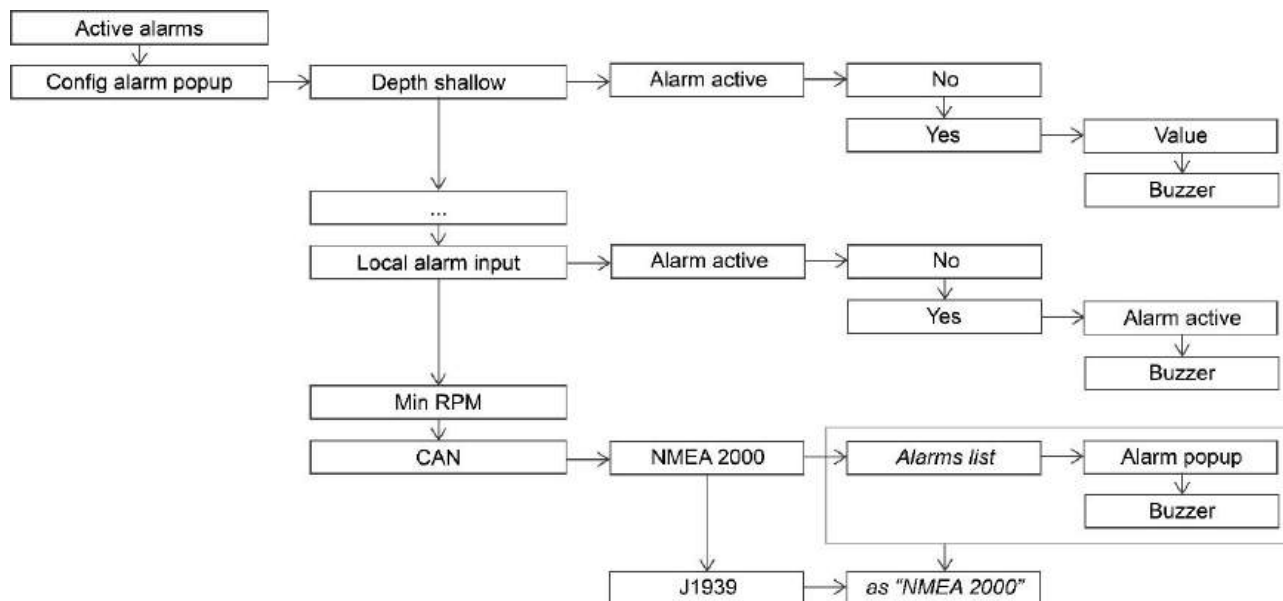 Active alarms
Config alarm popup
Depth shallow
Alarm active
No
Yes
Value
Buzzer
...
Local alarm input
Alarm active
No
Yes
Alarm active
Buzzer
Min RPM
CAN
NMEA 2000
Alarms list
Alarm popup
Buzzer
J1939
as "NMEA 2000"